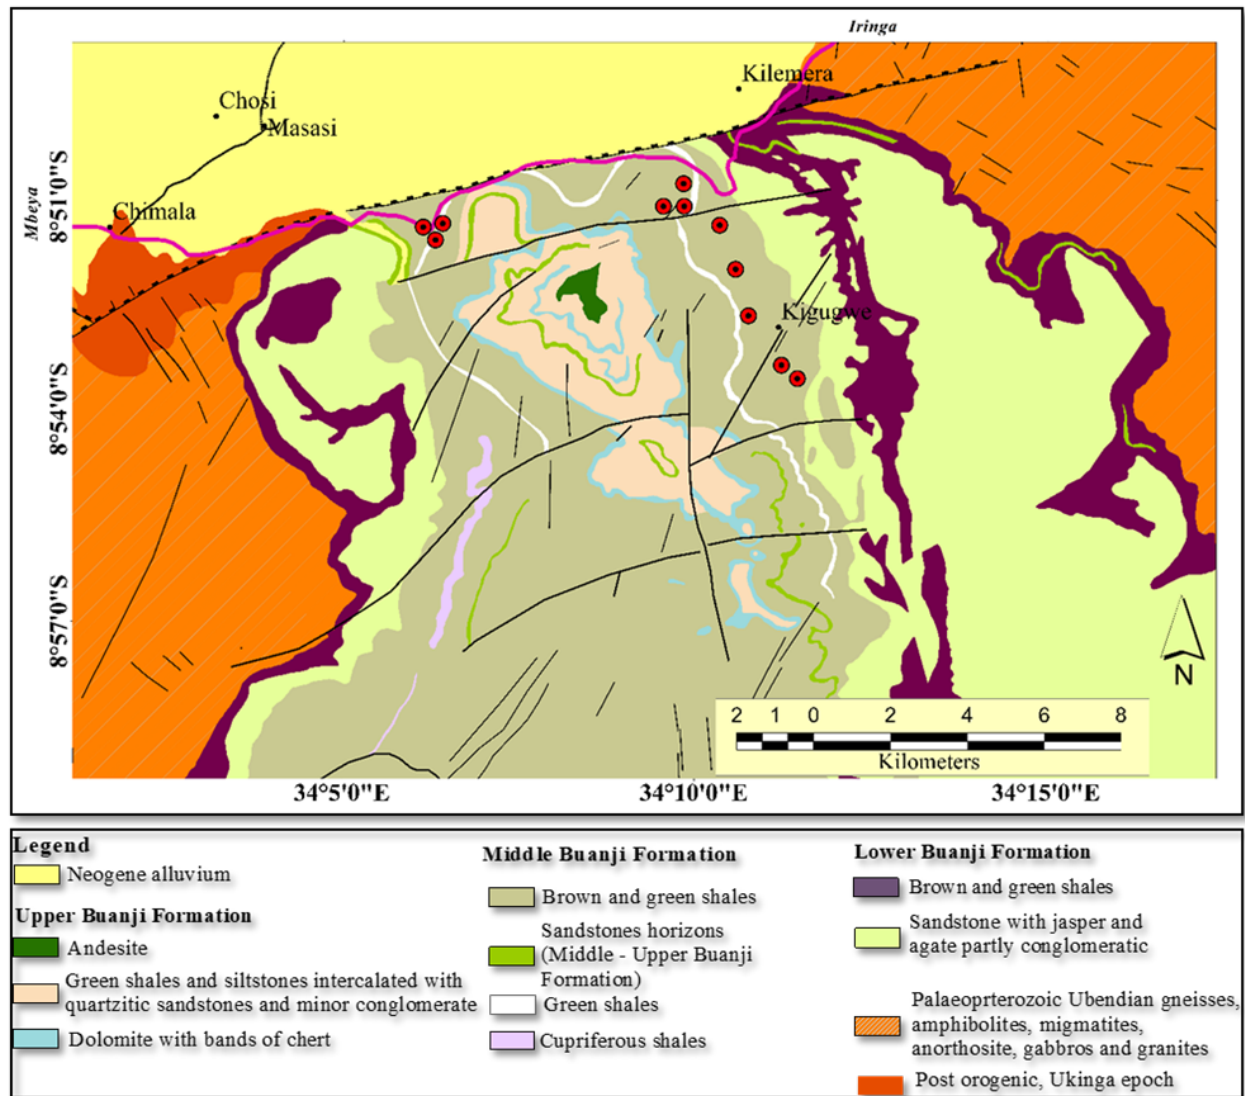 Iringa
Kilemera
Chosi
Masasi
Mbeya
8°51'0"S
Chimala
Kigugwe
8°54'0"S
8°57'0"S
N
2 1 0 2 4 6 8
Kilometers
34°5'0"E 34°10'0"E 34°15'0"E
Legend
Neogene alluvium
Upper Buanji Formation
Andesite
Green shales and siltstones intercalated with
quartzitic sandstones and minor conglomerate
Dolomite with bands of chert
Middle Buanji Formation
Brown and green shales
Sandstones horizons
(Middle - Upper Buanji
Formation)
Green shales
Cupriferous shales
Lower Buanji Formation
Brown and green shales
Sandstone with jasper and
agate partly conglomeratic
Palaeoprterozoic Ubendian gneisses,
amphibolites, migmatites,
anorthosite, gabbros and granites
Post orogenic, Ukinga epoch